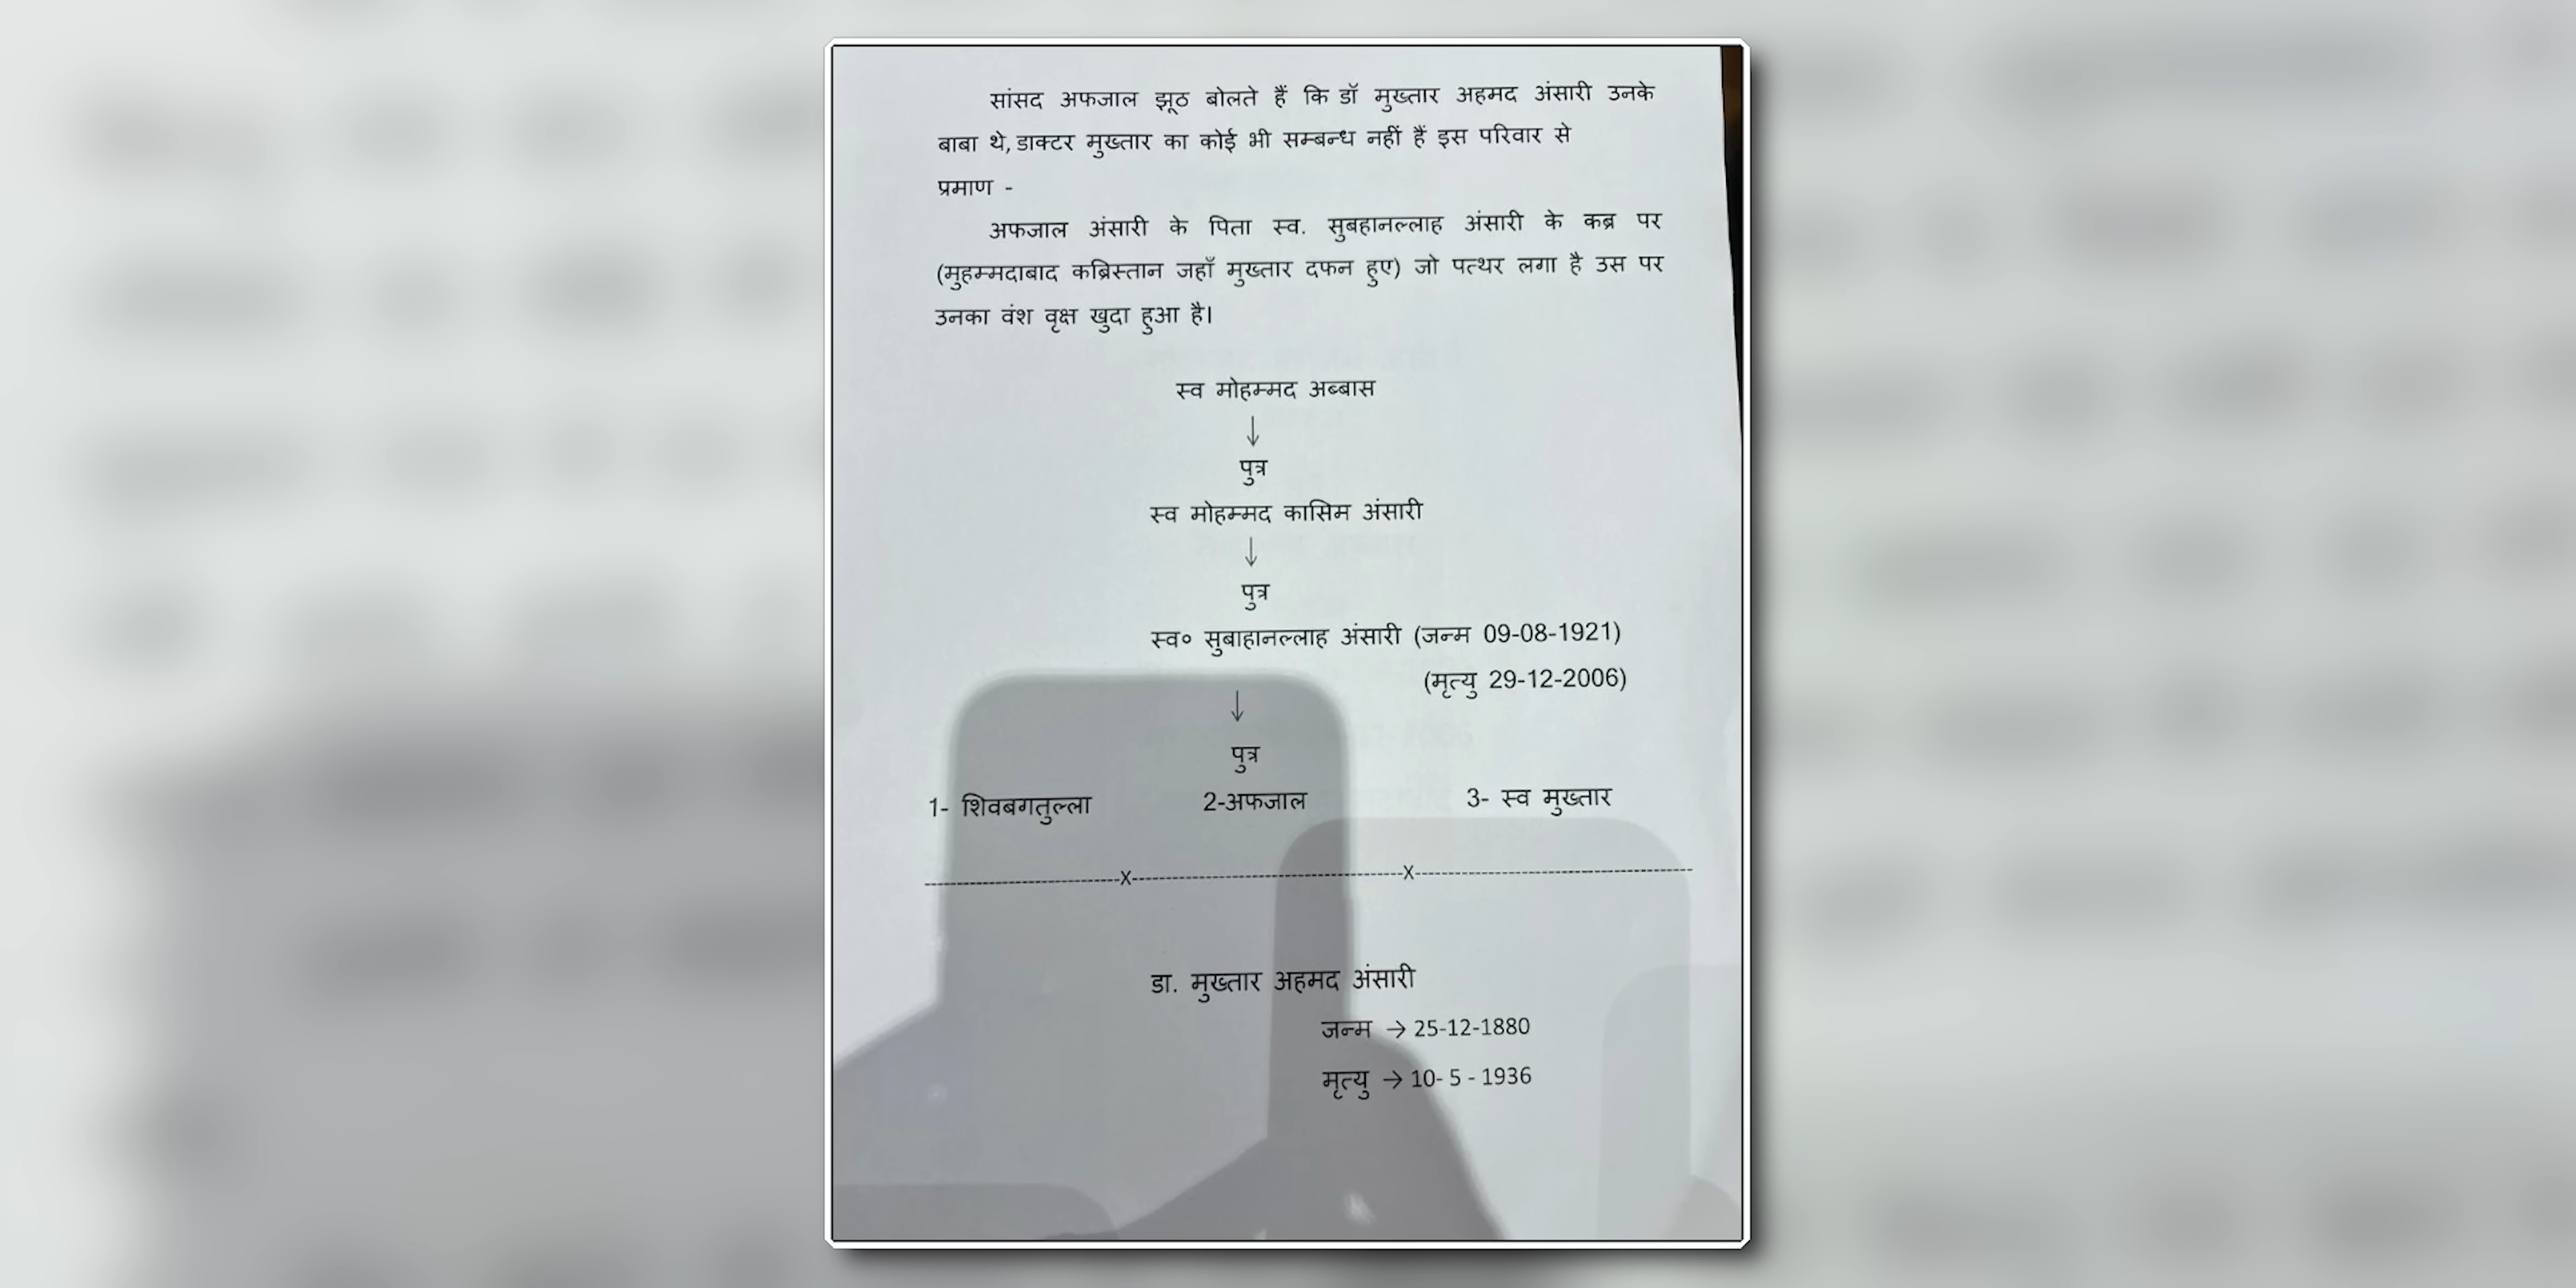 सांसद अफजाल झूठ बोलते हैं कि डॉ मुख्तार अहमद अंसारी उनके
बाबा थे, डाक्टर मुख्तार का कोई भी सम्बन्ध नहीं हैं इस परिवार से
प्रमाण -
अफजाल अंसारी के पिता स्व. सुबहानल्लाह अंसारी के कब्र पर
(मुहम्मदाबाद कब्रिस्तान जहाँ मुख्तार दफन हुए) जो पत्थर लगा है उस पर
उनका वंश वृक्ष खुदा हुआ है।
स्व मोहम्मद अब्बास
↓
पुत्र
स्व मोहम्मद कासिम अंसारी
↓
पुत्र
स्व० सुबाहानल्लाह अंसारी (जन्म 09-08-1921)
(मृत्यु 29-12-2006)
↓
पुत्र
1- शिवबगतुल्ला 2-अफजाल 3- स्व मुख्तार
--------------------X----------------------------X----------------------------
डा. मुख्तार अहमद अंसारी
जन्म → 25-12-1880
मृत्यु → 10- 5 - 1936